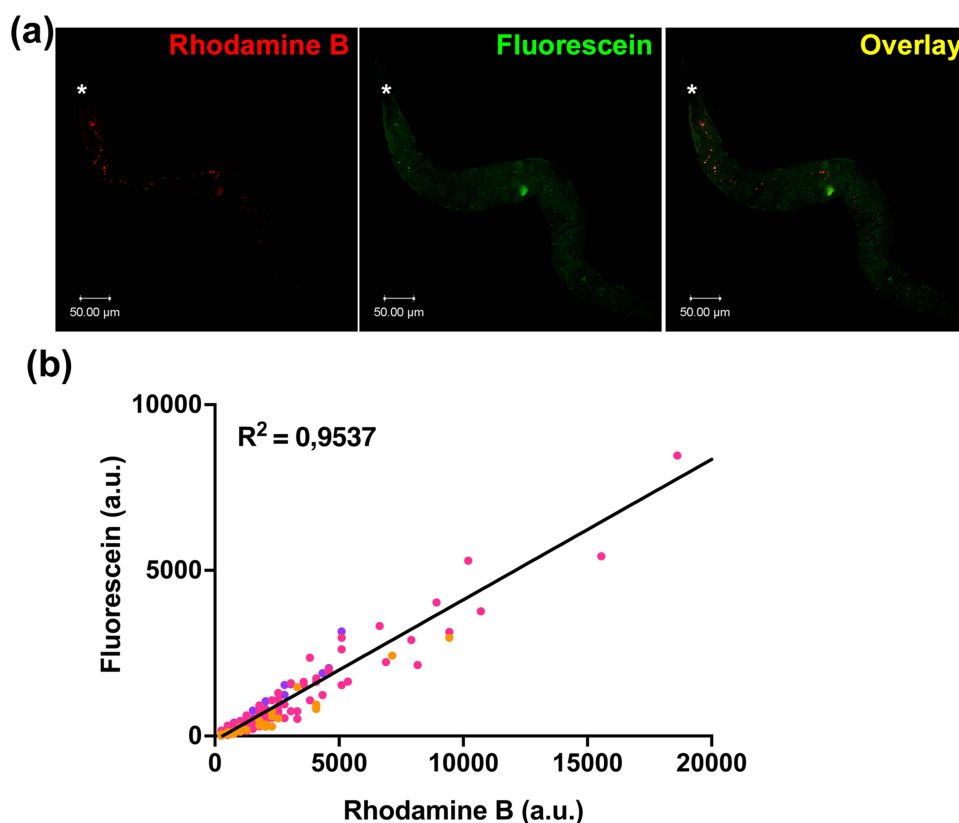 (a)
Rhodamine B
Fluorescein
Overlay
*
*
*
50.00 µm
50.00 µm
50.00 µm
(b)
10000
R² = 0,9537
Fluorescein (a.u.)
5000
0
0
5000
10000
15000
20000
Rhodamine B (a.u.)